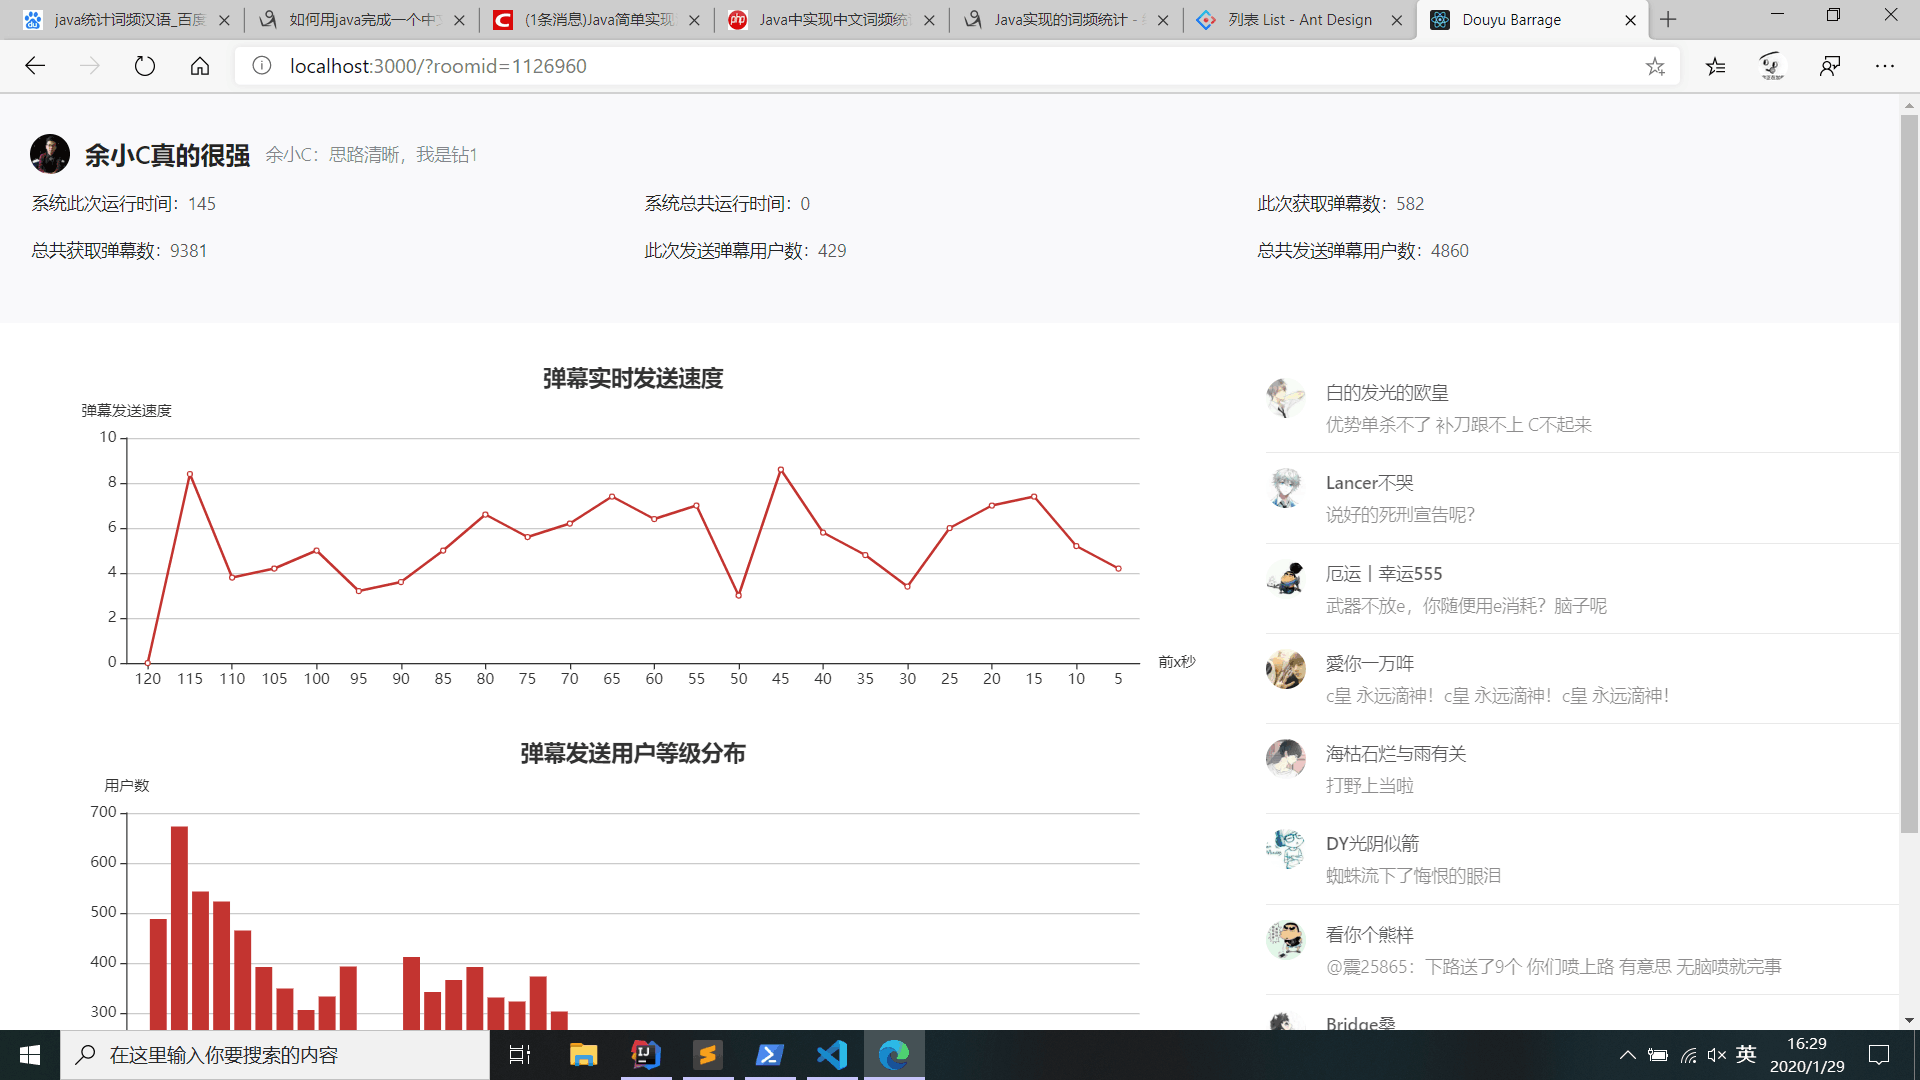 java统计词频汉语_百度
如何用java完成一个中文
(1条消息)Java简单实现
Java中实现中文词频统计
Java实现的词频统计 -
列表 List - Ant Design
Douyu Barrage
localhost:3000/?roomid=1126960
余小C真的很强 余小C：思路清晰，我是钻1
系统此次运行时间：145 系统总共运行时间：0 此次获取弹幕数：582
总共获取弹幕数：9381 此次发送弹幕用户数：429 总共发送弹幕用户数：4860
弹幕实时发送速度
弹幕发送速度
10
8
6
4
2
0
120 115 110 105 100 95 90 85 80 75 70 65 60 55 50 45 40 35 30 25 20 15 10 5
前x秒
弹幕发送用户等级分布
用户数
700
600
500
400
300
白的发光的欧皇
优势单杀不了 补刀跟不上 C不起来
Lancer不哭
说好的死刑宣告呢？
厄运丨幸运555
武器不放e，你随便用e消耗？脑子呢
愛你一万年
c皇 永远滴神！c皇 永远滴神！c皇 永远滴神！
海枯石烂与雨有关
打野上当啦
DY光阴似箭
蜘蛛流下了悔恨的眼泪
看你个熊样
@震25865：下路送了9个 你们喷上路 有意思 无脑喷就完事
Bridge桑
在这里输入你要搜索的内容
英
16:29
2020/1/29